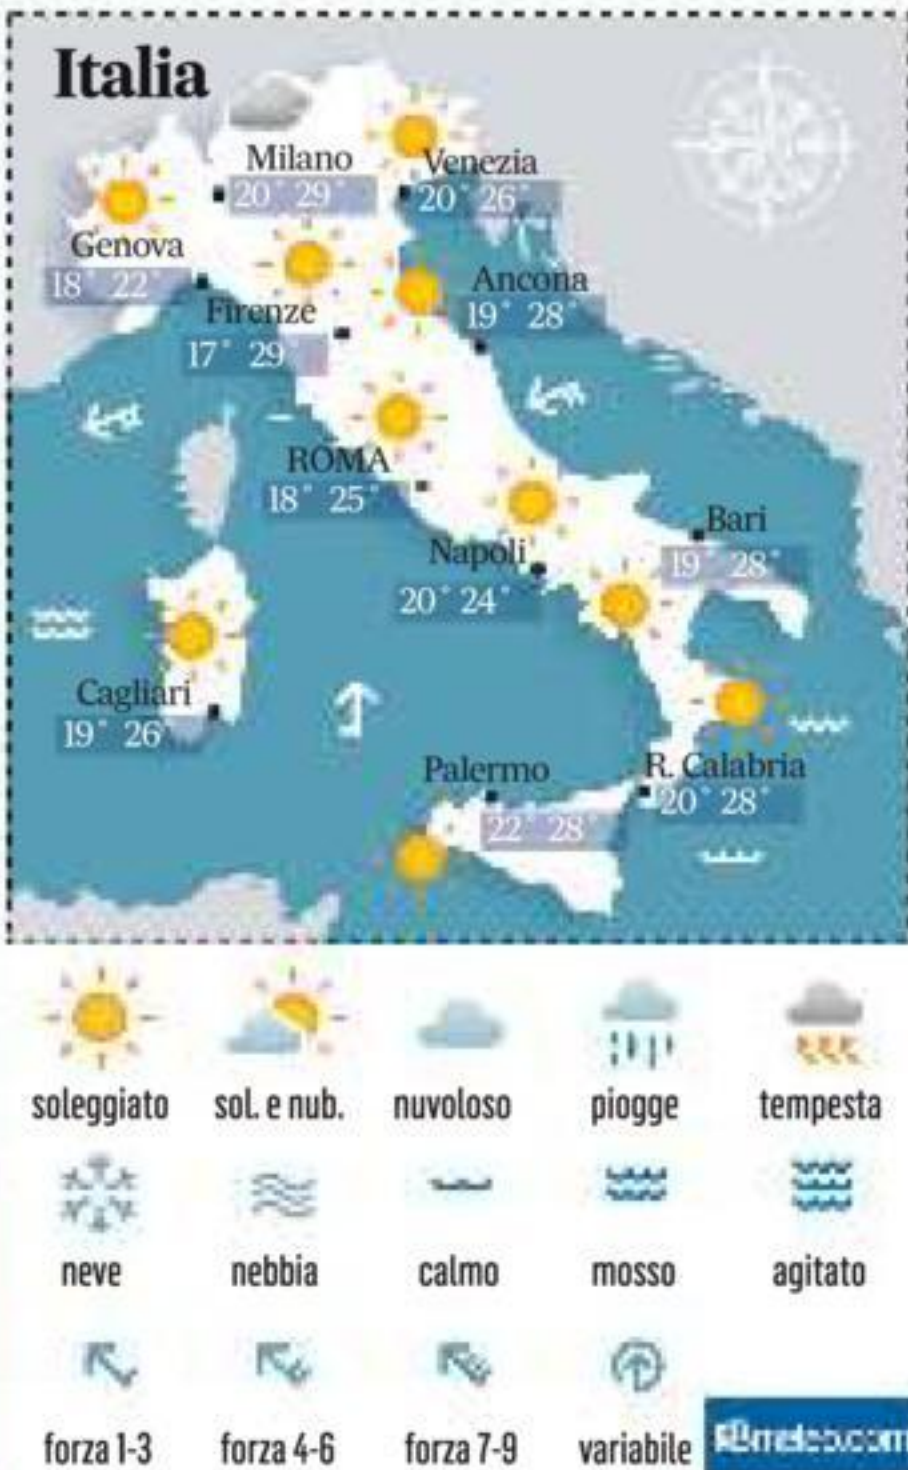 Italia
Milano
20° 29°
Venezia
20° 26°
Genova
18° 22°
Ancona
19° 28°
Firenze
17° 29°
ROMA
18° 25°
Bari
19° 28°
Napoli
20° 24°
Cagliari
19° 26°
Palermo
22° 28°
R. Calabria
20° 28°
soleggiato sol. e nub. nuvoloso piogge tempesta
neve nebbia calmo mosso agitato
forza 1-3 forza 4-6 forza 7-9 variabile